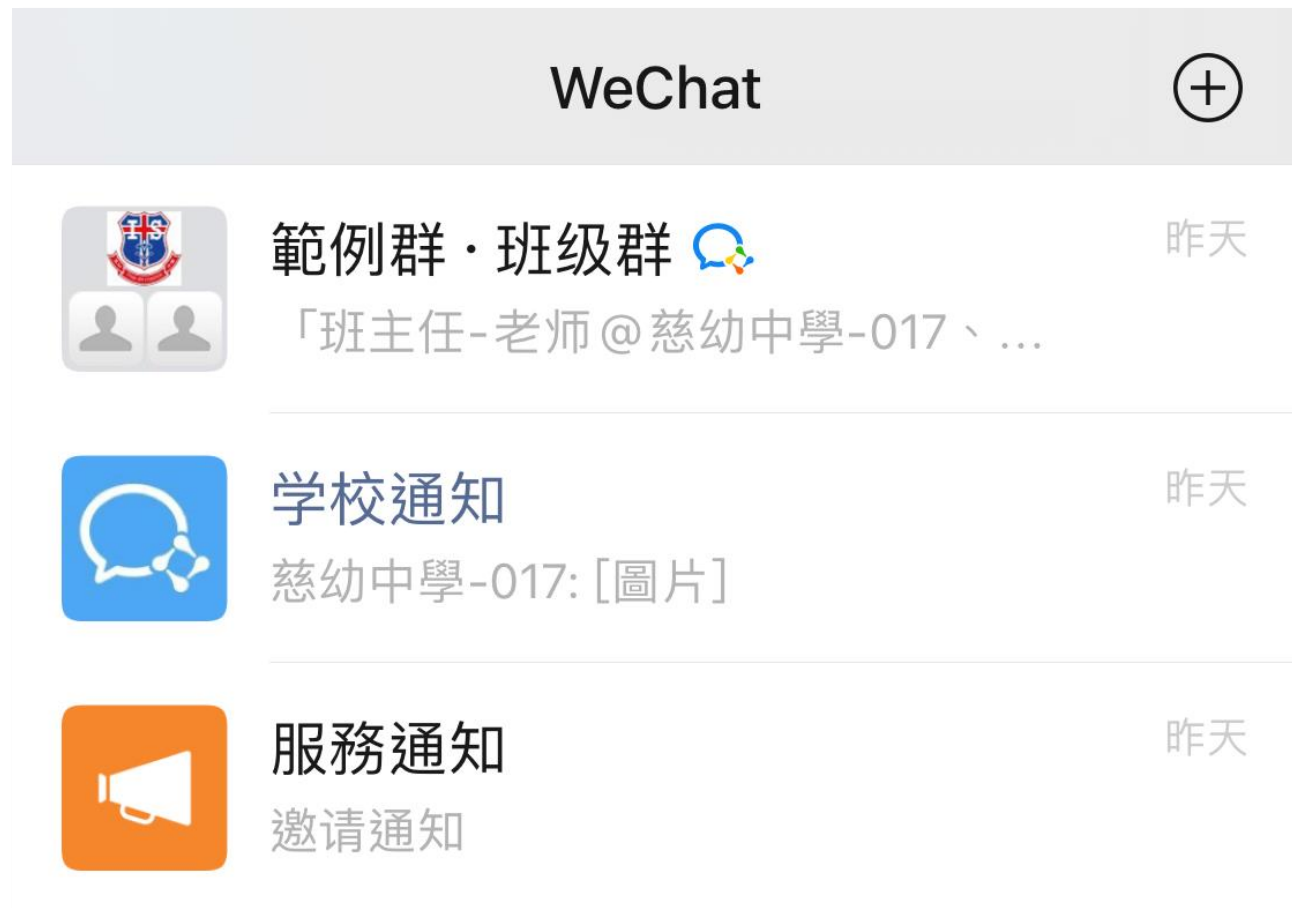 WeChat
範例群 · 班级群
昨天
「班主任-老师@慈幼中學-017、...
学校通知
昨天
慈幼中學-017: [圖片]
服務通知
昨天
邀请通知